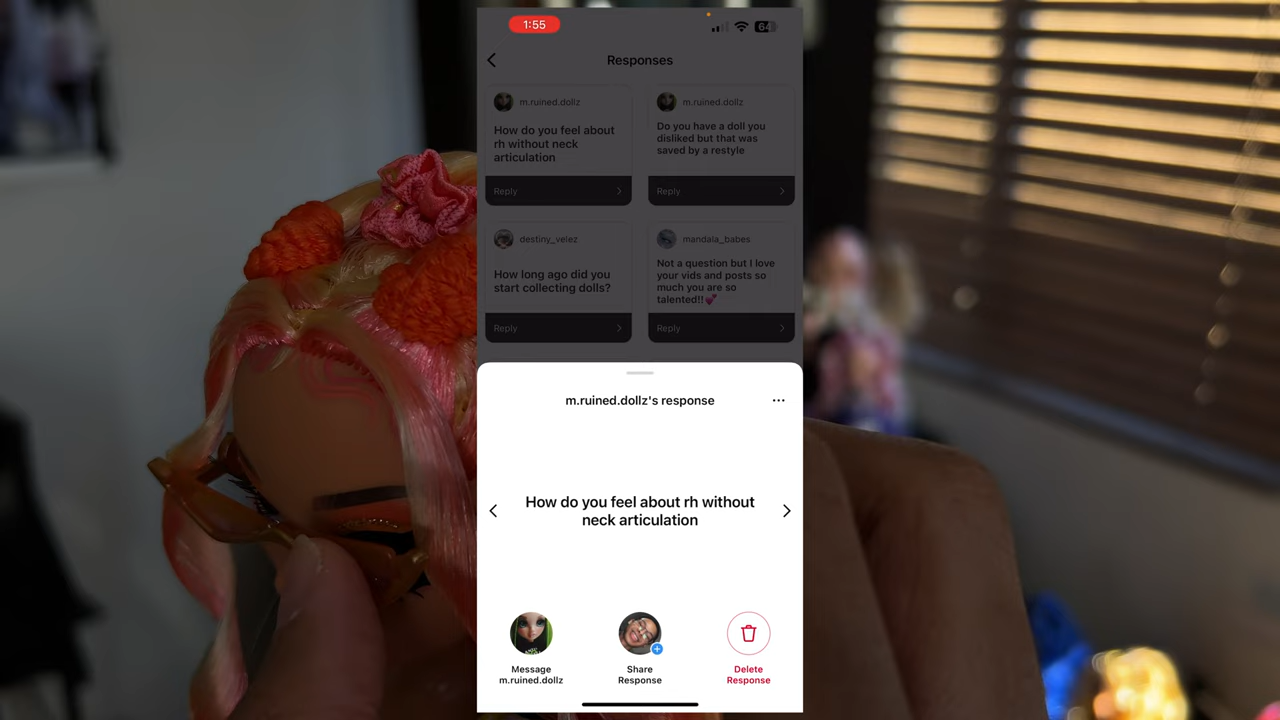 1:55
64
Responses
m.ruined.dollz
How do you feel about
rh without neck
articulation
Reply
m.ruined.dollz
Do you have a doll you
disliked but that was
saved by a restyle
Reply
destiny_velez
How long ago did you
start collecting dolls?
Reply
mandala_babes
Not a question but I love
your vids and posts so
much you are so
talented!!💕
Reply
m.ruined.dollz's response
How do you feel about rh without
neck articulation
Message
m.ruined.dollz
Share
Response
Delete
Response